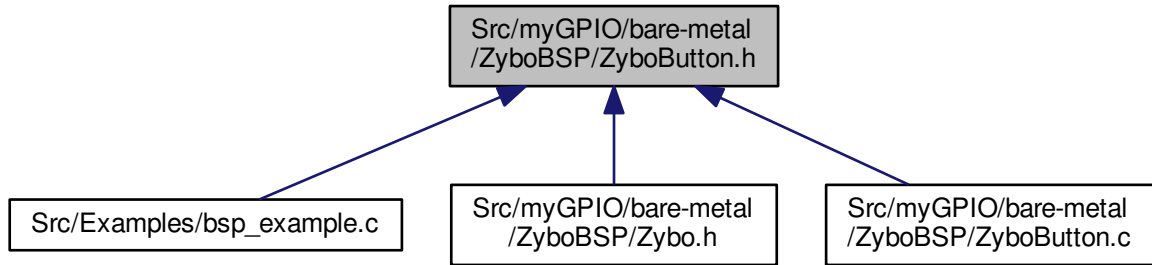 Src/myGPIO/bare-metal
/ZyboBSP/ZyboButton.h
Src/Examples/bsp_example.c
Src/myGPIO/bare-metal
/ZyboBSP/Zybo.h
Src/myGPIO/bare-metal
/ZyboBSP/ZyboButton.c